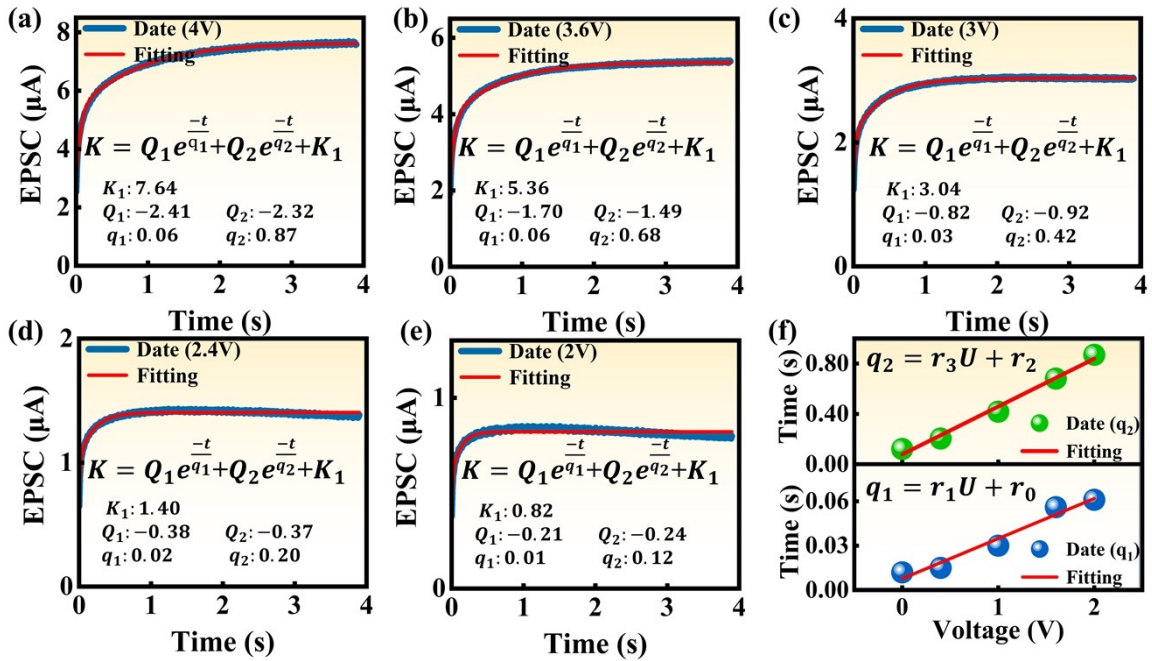 (a)
8
6
4
2
0
EPSC (μA)
Date (4V)
Fitting
K = Q₁e^(-t/q₁)+Q₂e^(-t/q₂)+K₁
K₁: 7.64
Q₁: −2.41 Q₂: −2.32
q₁: 0.06 q₂: 0.87
0 1 2 3 4
Time (s)
(b)
6
4
2
0
EPSC (μA)
Date (3.6V)
Fitting
K = Q₁e^(-t/q₁)+Q₂e^(-t/q₂)+K₁
K₁: 5.36
Q₁: −1.70 Q₂: −1.49
q₁: 0.06 q₂: 0.68
0 1 2 3 4
Time (s)
(c)
4
2
0
EPSC (μA)
Date (3V)
Fitting
K = Q₁e^(-t/q₁)+Q₂e^(-t/q₂)+K₁
K₁: 3.04
Q₁: −0.82 Q₂: −0.92
q₁: 0.03 q₂: 0.42
0 1 2 3 4
Time (s)
(d)
2
1
0
EPSC (μA)
Date (2.4V)
Fitting
K = Q₁e^(-t/q₁)+Q₂e^(-t/q₂)+K₁
K₁: 1.40
Q₁: −0.38 Q₂: −0.37
q₁: 0.02 q₂: 0.20
0 1 2 3 4
Time (s)
(e)
1
0
EPSC (μA)
Date (2V)
Fitting
K = Q₁e^(-t/q₁)+Q₂e^(-t/q₂)+K₁
K₁: 0.82
Q₁: −0.21 Q₂: −0.24
q₁: 0.01 q₂: 0.12
0 1 2 3 4
Time (s)
(f)
0.80
0.40
0.00
Time (s)
q₂ = r₃U + r₂
Date (q₂)
Fitting
0.06
0.03
0.00
Time (s)
q₁ = r₁U + r₀
Date (q₁)
Fitting
0 1 2
Voltage (V)